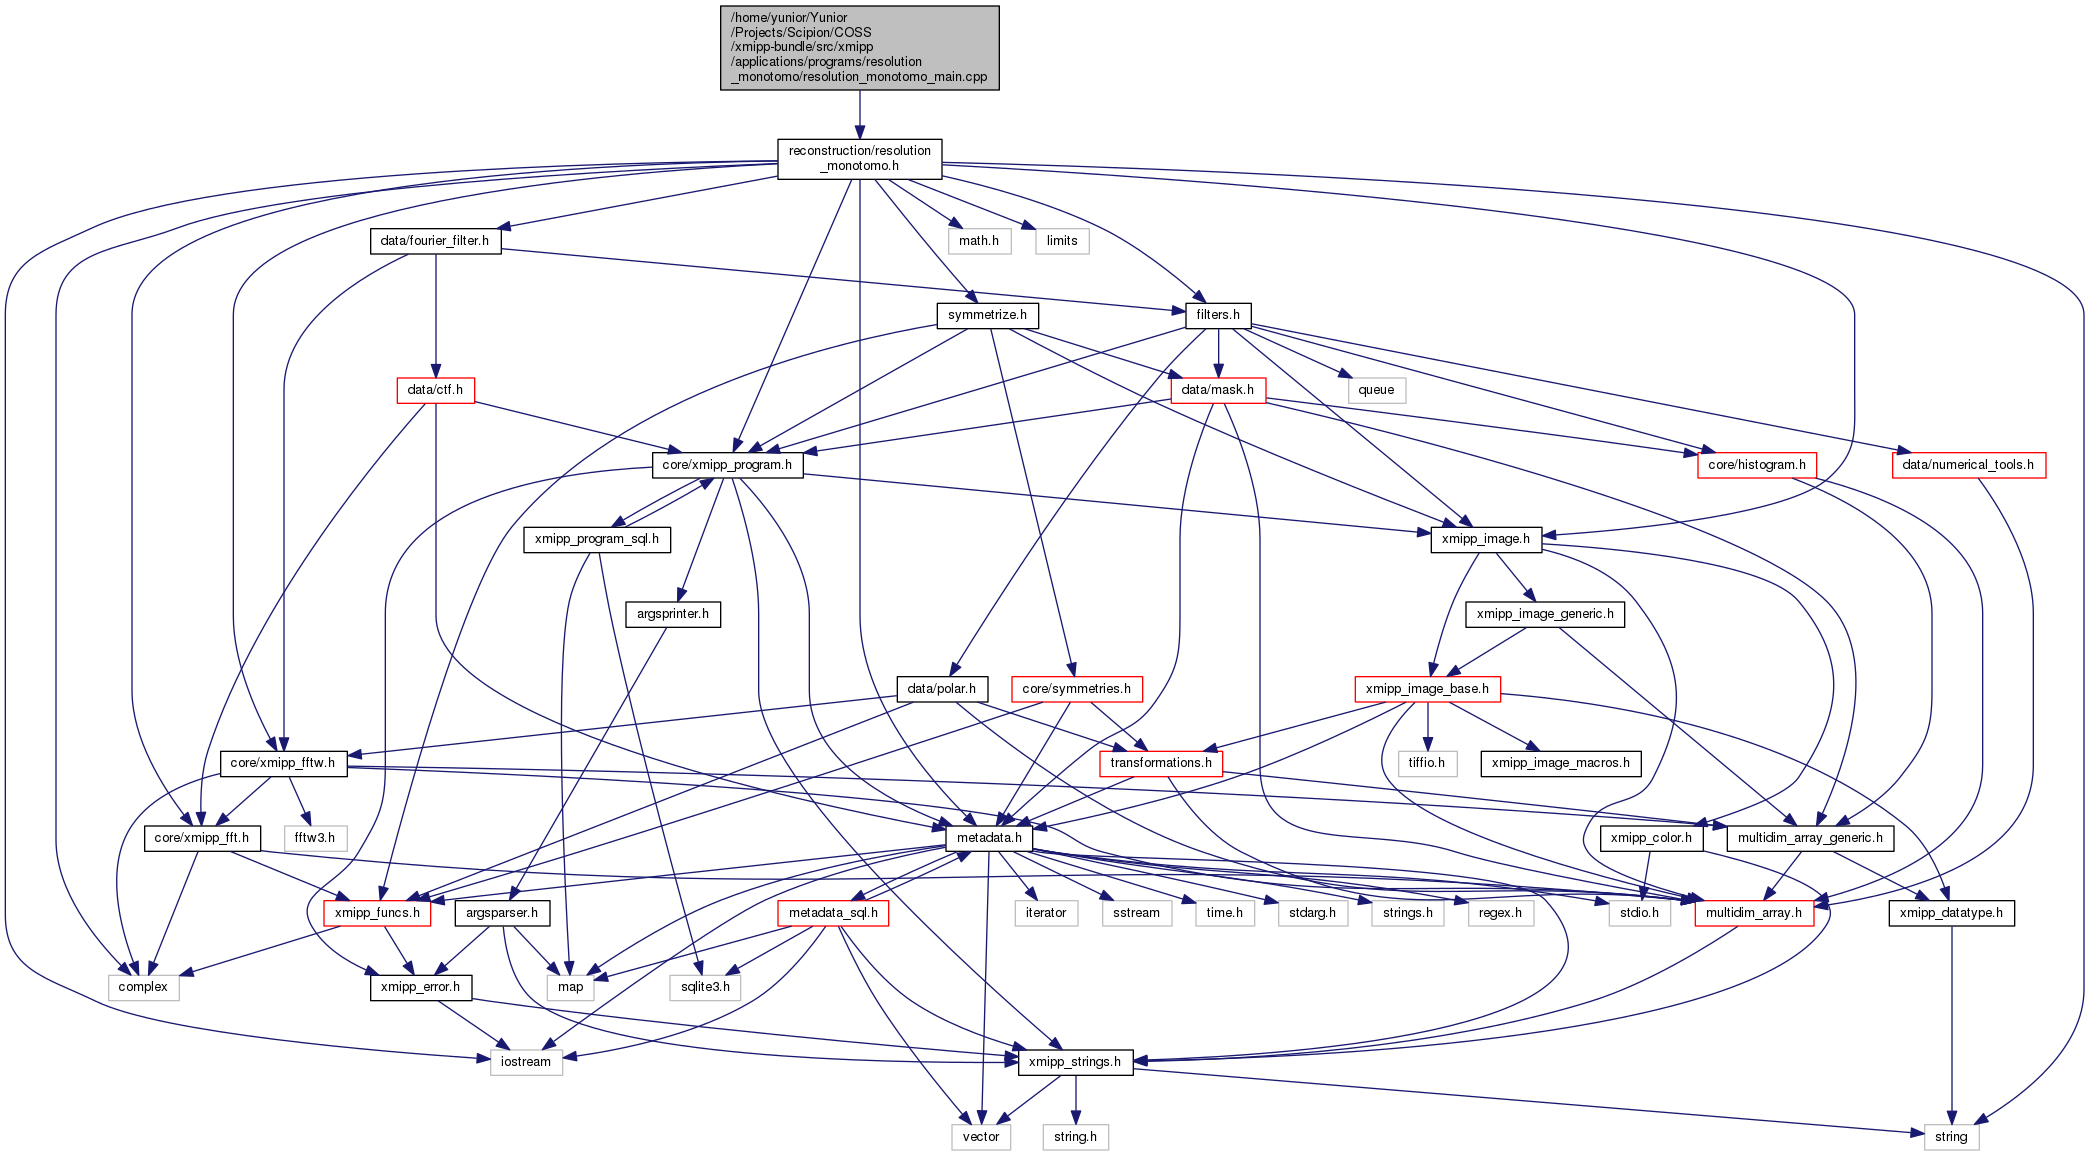 /home/yunior/Yunior
/Projects/Scipion/COSS
/xmipp-bundle/src/xmipp
/applications/programs/resolution
_monotomo/resolution_monotomo_main.cpp
reconstruction/resolution
_monotomo.h
data/fourier_filter.h
math.h
limits
symmetrize.h
filters.h
data/ctf.h
data/mask.h
queue
core/xmipp_program.h
core/histogram.h
data/numerical_tools.h
xmipp_program_sql.h
xmipp_image.h
argsprinter.h
xmipp_image_generic.h
data/polar.h
core/symmetries.h
xmipp_image_base.h
core/xmipp_fftw.h
transformations.h
tiffio.h
xmipp_image_macros.h
core/xmipp_fft.h
fftw3.h
metadata.h
xmipp_color.h
multidim_array_generic.h
xmipp_funcs.h
argsparser.h
metadata_sql.h
iterator
sstream
time.h
stdarg.h
strings.h
regex.h
stdio.h
multidim_array.h
xmipp_datatype.h
complex
xmipp_error.h
map
sqlite3.h
iostream
xmipp_strings.h
vector
string.h
string